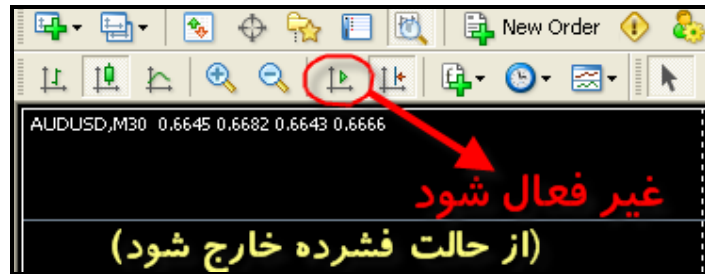 New Order
AUDUSD,M30 0.6645 0.6682 0.6643 0.6666
غیر فعال شود
(از حالت فشرده خارج شود)